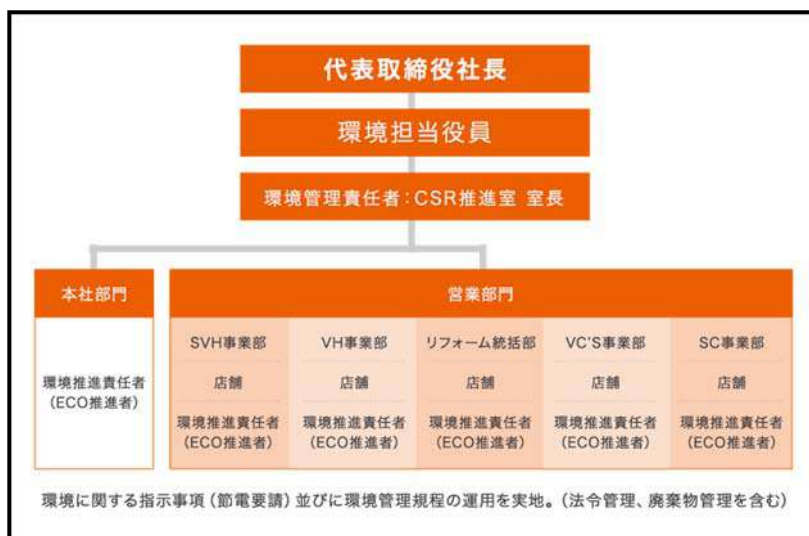 代表取締役社長
環境担当役員
環境管理責任者：CSR推進室 室長
本社部門
環境推進責任者
(ECO推進者)
営業部門
SVH事業部
店舗
環境推進責任者
(ECO推進者)
VH事業部
店舗
環境推進責任者
(ECO推進者)
リフォーム統括部
店舗
環境推進責任者
(ECO推進者)
VC'S事業部
店舗
環境推進責任者
(ECO推進者)
SC事業部
店舗
環境推進責任者
(ECO推進者)
環境に関する指示事項（節電要請）並びに環境管理規程の運用を実地。（法令管理、廃棄物管理を含む）